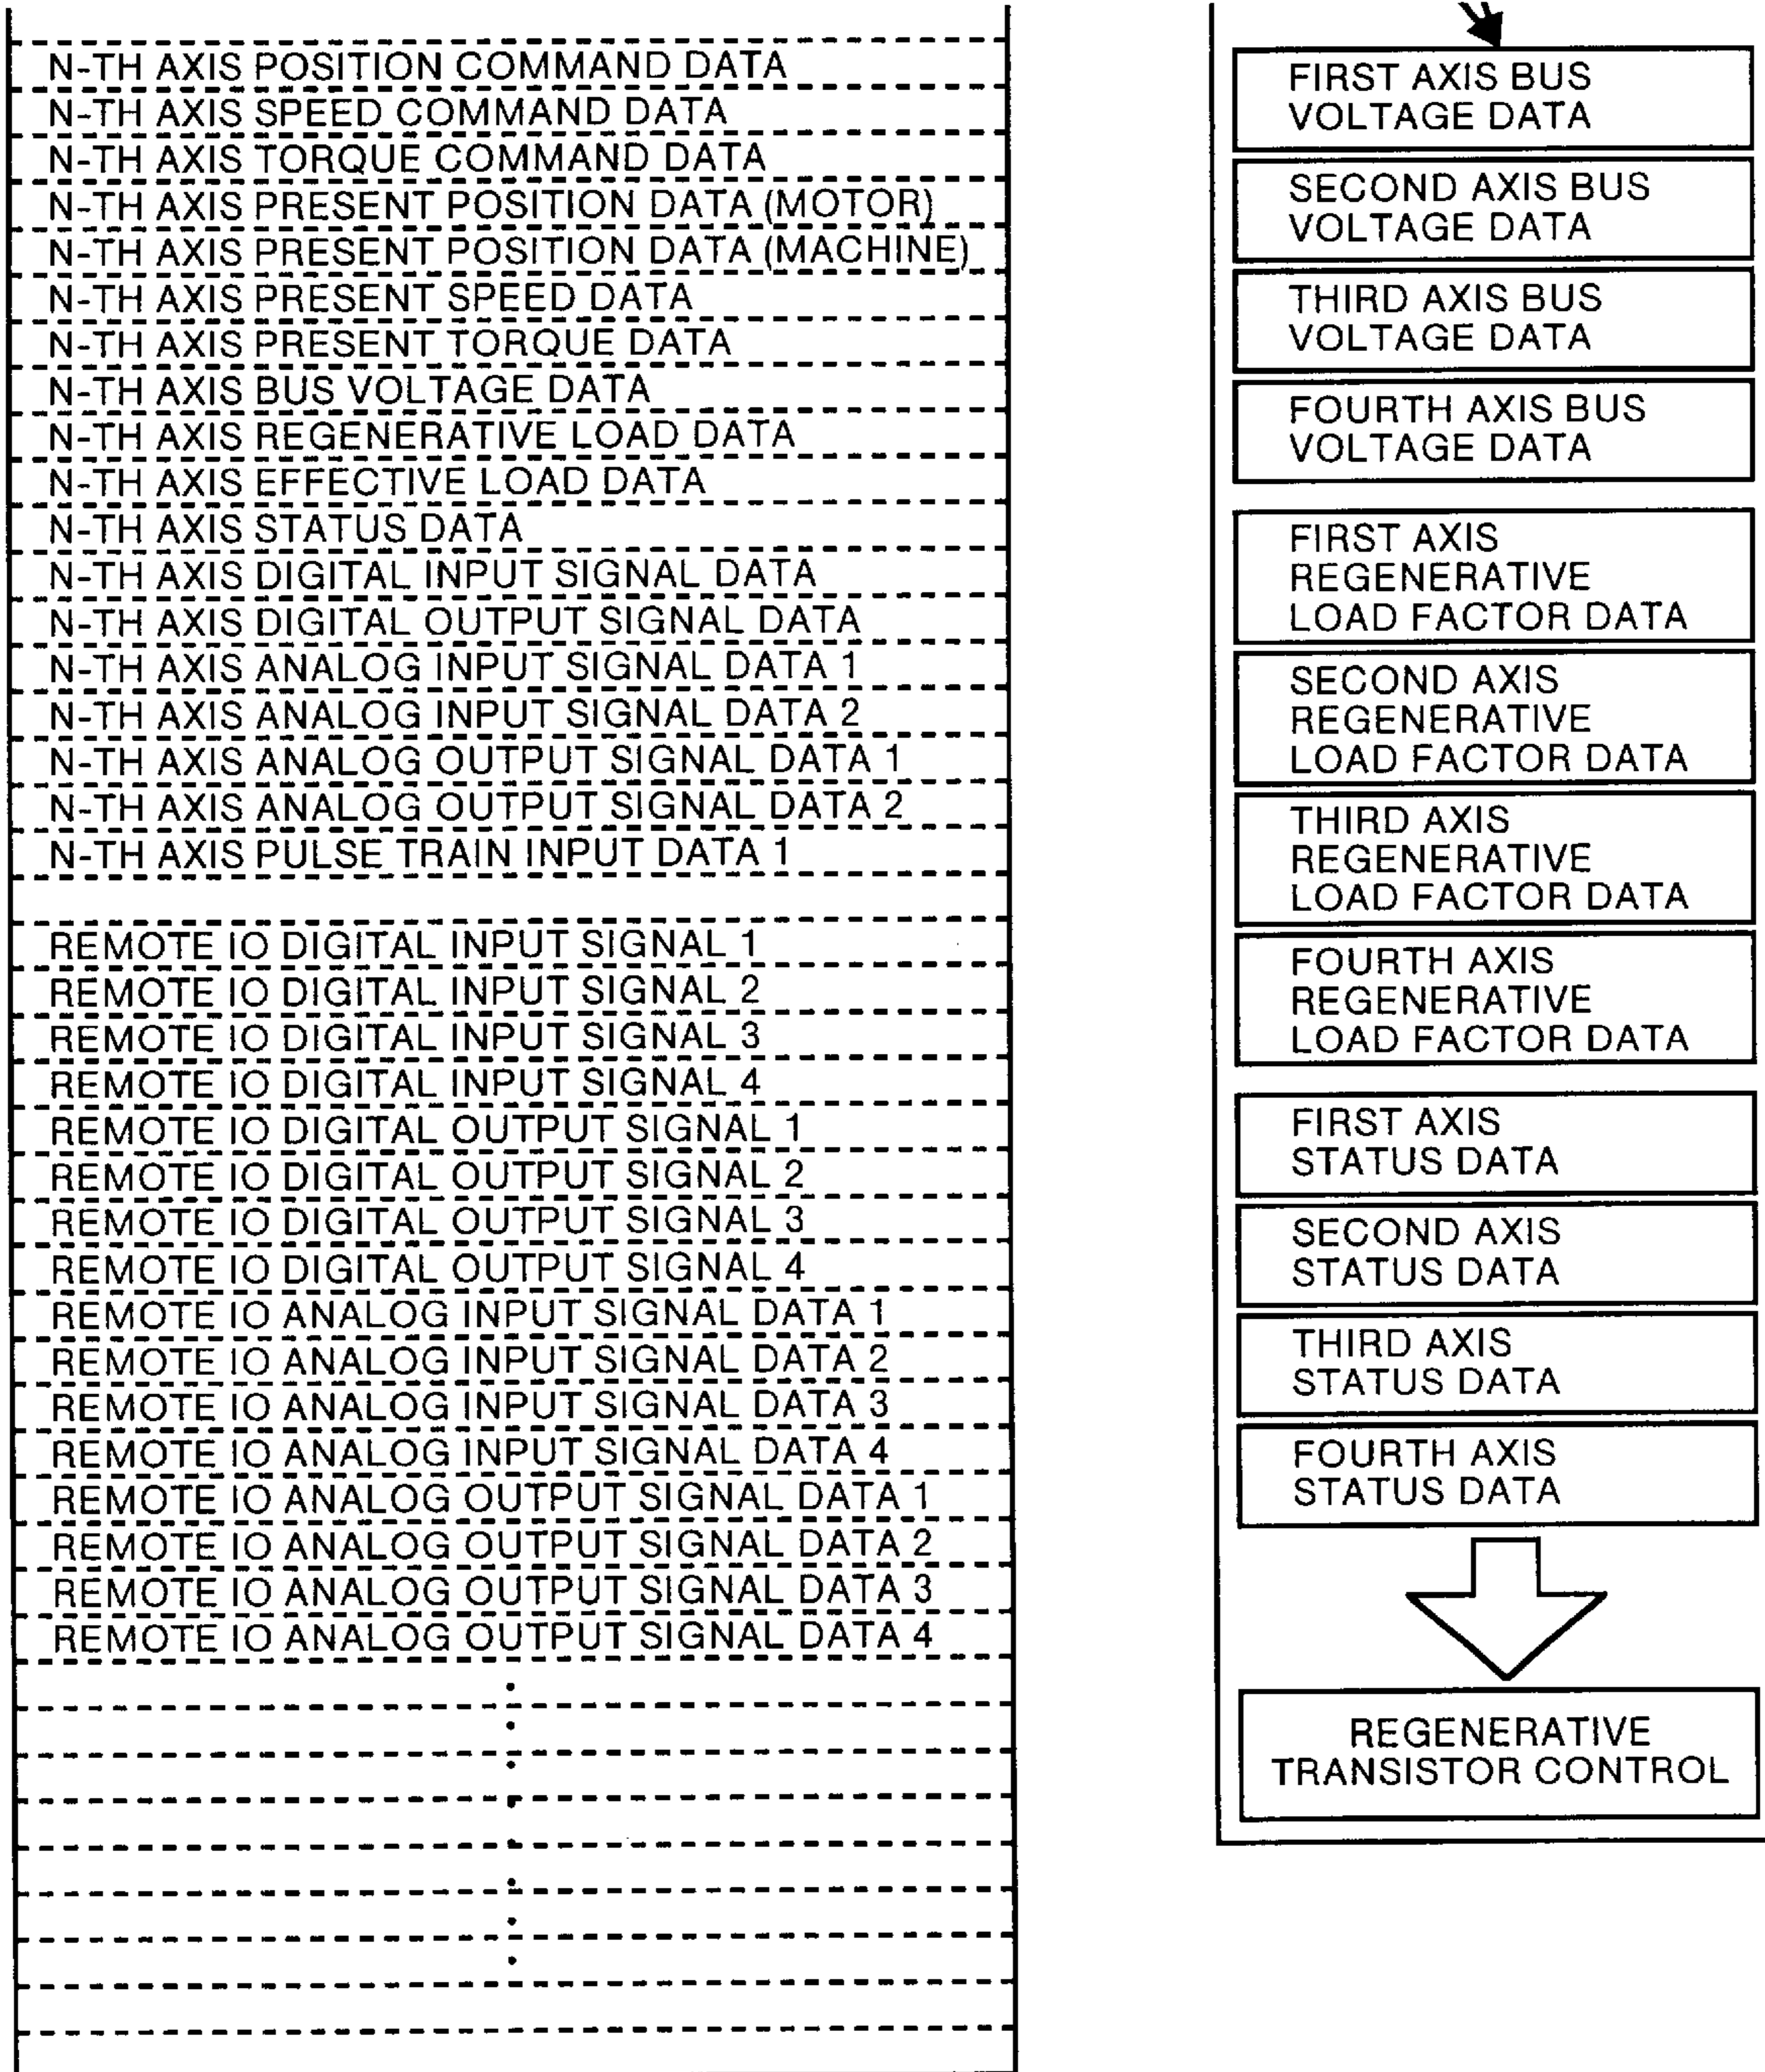 N-TH AXIS POSITION COMMAND DATA
N-TH AXIS SPEED COMMAND DATA
N-TH AXIS TORQUE COMMAND DATA
N-TH AXIS PRESENT POSITION DATA (MOTOR)
N-TH AXIS PRESENT POSITION DATA (MACHINE)
N-TH AXIS PRESENT SPEED DATA
N-TH AXIS PRESENT TORQUE DATA
N-TH AXIS BUS VOLTAGE DATA
N-TH AXIS REGENERATIVE LOAD DATA
N-TH AXIS EFFECTIVE LOAD DATA
N-TH AXIS STATUS DATA
N-TH AXIS DIGITAL INPUT SIGNAL DATA
N-TH AXIS DIGITAL OUTPUT SIGNAL DATA
N-TH AXIS ANALOG INPUT SIGNAL DATA 1
N-TH AXIS ANALOG INPUT SIGNAL DATA 2
N-TH AXIS ANALOG OUTPUT SIGNAL DATA 1
N-TH AXIS ANALOG OUTPUT SIGNAL DATA 2
N-TH AXIS PULSE TRAIN INPUT DATA 1
REMOTE IO DIGITAL INPUT SIGNAL 1
REMOTE IO DIGITAL INPUT SIGNAL 2
REMOTE IO DIGITAL INPUT SIGNAL 3
REMOTE IO DIGITAL INPUT SIGNAL 4
REMOTE IO DIGITAL OUTPUT SIGNAL 1
REMOTE IO DIGITAL OUTPUT SIGNAL 2
REMOTE IO DIGITAL OUTPUT SIGNAL 3
REMOTE IO DIGITAL OUTPUT SIGNAL 4
REMOTE IO ANALOG INPUT SIGNAL DATA 1
REMOTE IO ANALOG INPUT SIGNAL DATA 2
REMOTE IO ANALOG INPUT SIGNAL DATA 3
REMOTE IO ANALOG INPUT SIGNAL DATA 4
REMOTE IO ANALOG OUTPUT SIGNAL DATA 1
REMOTE IO ANALOG OUTPUT SIGNAL DATA 2
REMOTE IO ANALOG OUTPUT SIGNAL DATA 3
REMOTE IO ANALOG OUTPUT SIGNAL DATA 4
FIRST AXIS BUS
VOLTAGE DATA
SECOND AXIS BUS
VOLTAGE DATA
THIRD AXIS BUS
VOLTAGE DATA
FOURTH AXIS BUS
VOLTAGE DATA
FIRST AXIS
REGENERATIVE
LOAD FACTOR DATA
SECOND AXIS
REGENERATIVE
LOAD FACTOR DATA
THIRD AXIS
REGENERATIVE
LOAD FACTOR DATA
FOURTH AXIS
REGENERATIVE
LOAD FACTOR DATA
FIRST AXIS
STATUS DATA
SECOND AXIS
STATUS DATA
THIRD AXIS
STATUS DATA
FOURTH AXIS
STATUS DATA
REGENERATIVE
TRANSISTOR CONTROL